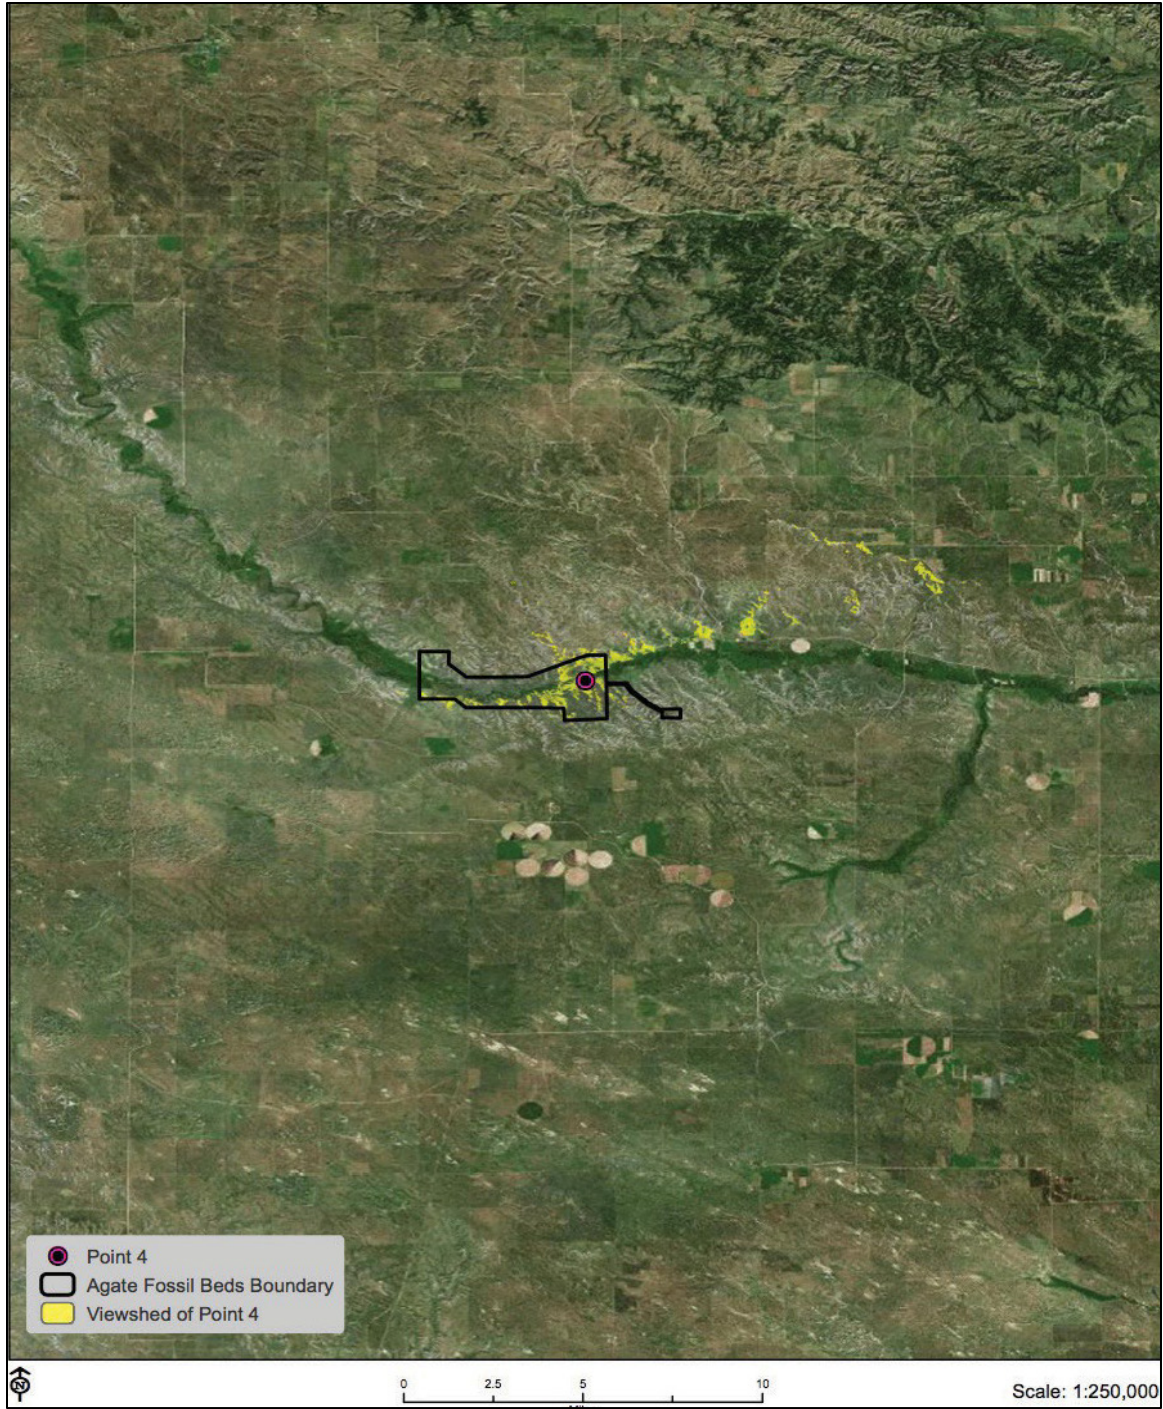 Point 4
Agate Fossil Beds Boundary
Viewshed of Point 4
N
0 2.5 5 10
Scale: 1:250,000